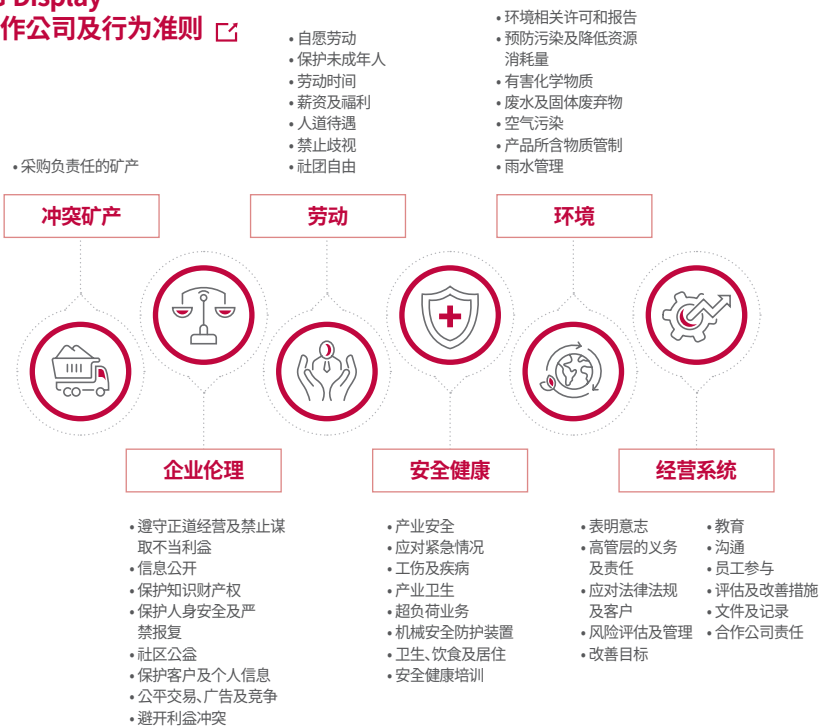 Display
作公司及行为准则
• 采购负责任的矿产
冲突矿产
• 自愿劳动
• 保护未成年人
• 劳动时间
• 薪资及福利
• 人道待遇
• 禁止歧视
• 社团自由
劳动
• 环境相关许可和报告
• 预防污染及降低资源
消耗量
• 有害化学物质
• 废水及固体废弃物
• 空气污染
• 产品所含物质管制
• 雨水管理
环境
企业伦理
• 遵守正道经营及禁止谋
取不当利益
• 信息公开
• 保护知识财产权
• 保护人身安全及严
禁报复
• 社区公益
• 保护客户及个人信息
• 公平交易、广告及竞争
• 避开利益冲突
安全健康
• 产业安全
• 应对紧急情况
• 工伤及疾病
• 产业卫生
• 超负荷业务
• 机械安全防护装置
• 卫生、饮食及居住
• 安全健康培训
经营系统
• 表明意志
• 高管层的义务
及责任
• 应对法律法规
及客户
• 风险评估及管理
• 改善目标
• 教育
• 沟通
• 员工参与
• 评估及改善措施
• 文件及记录
• 合作公司责任